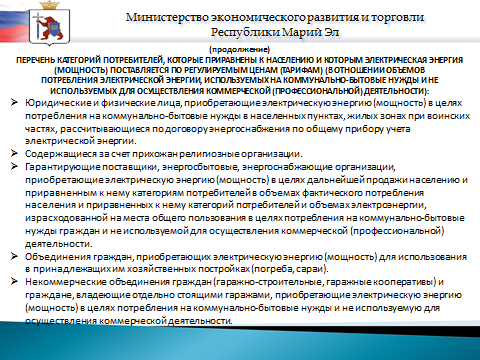 Министерство экономического развития и торговли
Республики Марий Эл
(продолжение)
ПЕРЕЧЕНЬ КАТЕГОРИЙ ПОТРЕБИТЕЛЕЙ, КОТОРЫЕ ПРИРАВНЕНЫ К НАСЕЛЕНИЮ И КОТОРЫМ ЭЛЕКТРИЧЕСКАЯ ЭНЕРГИЯ
(МОЩНОСТЬ) ПОСТАВЛЯЕТСЯ ПО РЕГУЛИРУЕМЫМ ЦЕНАМ (ТАРИФАМ) (В ОТНОШЕНИИ ОБЪЕМОВ
ПОТРЕБЛЕНИЯ ЭЛЕКТРИЧЕСКОЙ ЭНЕРГИИ, ИСПОЛЬЗУЕМЫХ НА КОММУНАЛЬНО-БЫТОВЫЕ НУЖДЫ И НЕ
ИСПОЛЬЗУЕМЫХ ДЛЯ ОСУЩЕСТВЛЕНИЯ КОММЕРЧЕСКОЙ (ПРОФЕССИОНАЛЬНОЙ) ДЕЯТЕЛЬНОСТИ):
➢ Юридические и физические лица, приобретающие электрическую энергию (мощность) в целях
потребления на коммунально-бытовые нужды в населенных пунктах, жилых зонах при воинских
частях, рассчитывающиеся по договору энергоснабжения по общему прибору учета
электрической энергии.
➢ Содержащиеся за счет прихожан религиозные организации.
➢ Гарантирующие поставщики, энергосбытовые, энергоснабжающие организации,
приобретающие электрическую энергию (мощность) в целях дальнейшей продажи населению и
приравненным к нему категориям потребителей в объемах фактического потребления
населения и приравненных к нему категорий потребителей и объемах электроэнергии,
израсходованной на места общего пользования в целях потребления на коммунально-бытовые
нужды граждан и не используемой для осуществления коммерческой (профессиональной)
деятельности.
➢ Объединения граждан, приобретающих электрическую энергию (мощность) для использования
в принадлежащих им хозяйственных постройках (погреба, сараи).
➢ Некоммерческие объединения граждан (гаражно-строительные, гаражные кооперативы) и
граждане, владеющие отдельно стоящими гаражами, приобретающие электрическую энергию
(мощность) в целях потребления на коммунально-бытовые нужды и не используемую для
осуществления коммерческой деятельности.